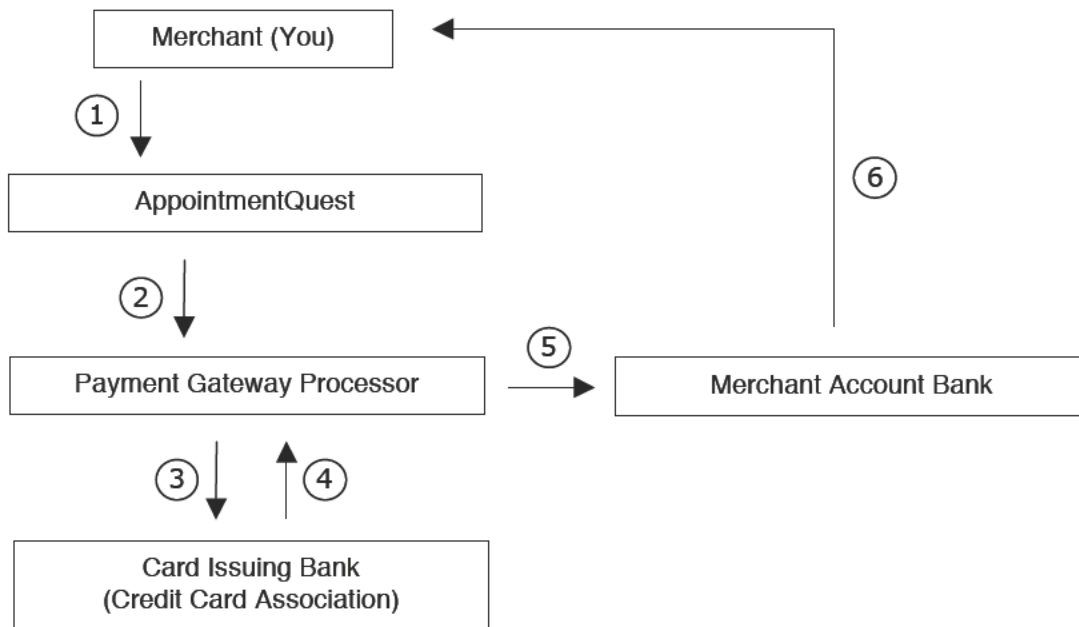 Merchant (You)
1
AppointmentQuest
6
2
5
Payment Gateway Processor
Merchant Account Bank
3
4
Card Issuing Bank
(Credit Card Association)